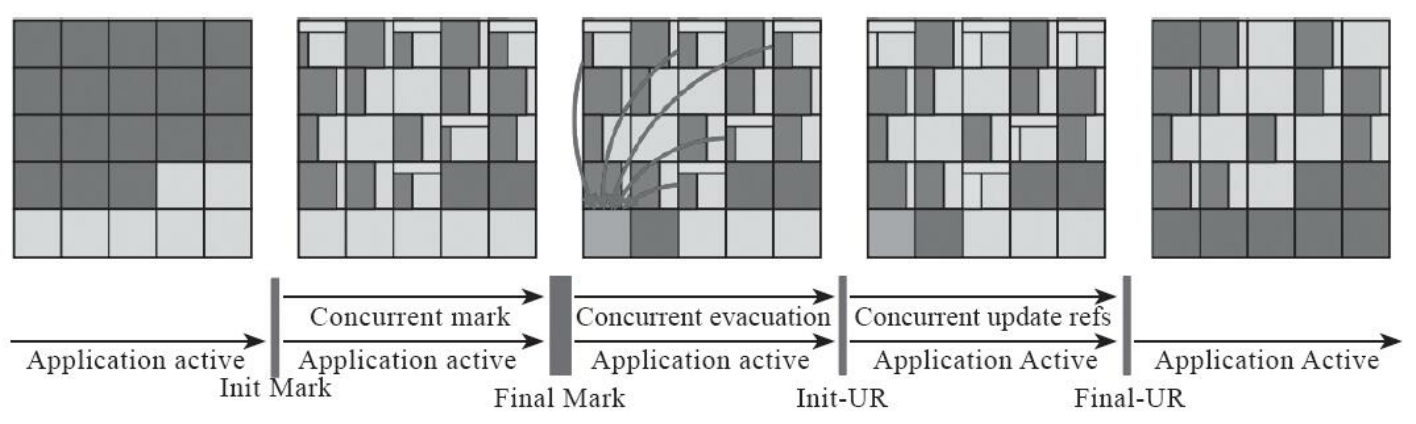 Concurrent mark
Concurrent evacuation
Concurrent update refs
Application active
Application active
Application active
Application Active
Application Active
Init Mark
Final Mark
Init-UR
Final-UR